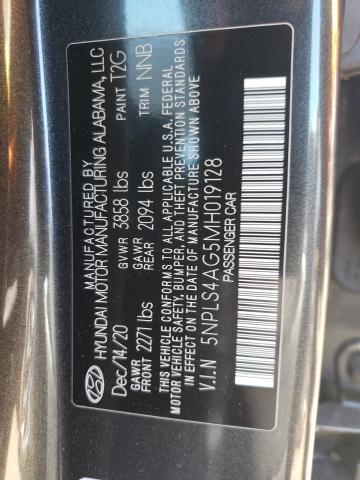 MANUFACTURED BY
HYUNDAI MOTOR MANUFACTURING ALABAMA, LLC
Dec/14/20 GVWR 3858 lbs PAINT T2G
GAWR FRONT 2271 lbs GAWR REAR 2094 lbs TRIM NNB
THIS VEHICLE CONFORMS TO ALL APPLICABLE U.S.A. FEDERAL
MOTOR VEHICLE SAFETY, BUMPER, AND THEFT PREVENTION STANDARDS
IN EFFECT ON THE DATE OF MANUFACTURE SHOWN ABOVE.
V.I.N 5NPLS4AG5MH019128
PASSENGER CAR